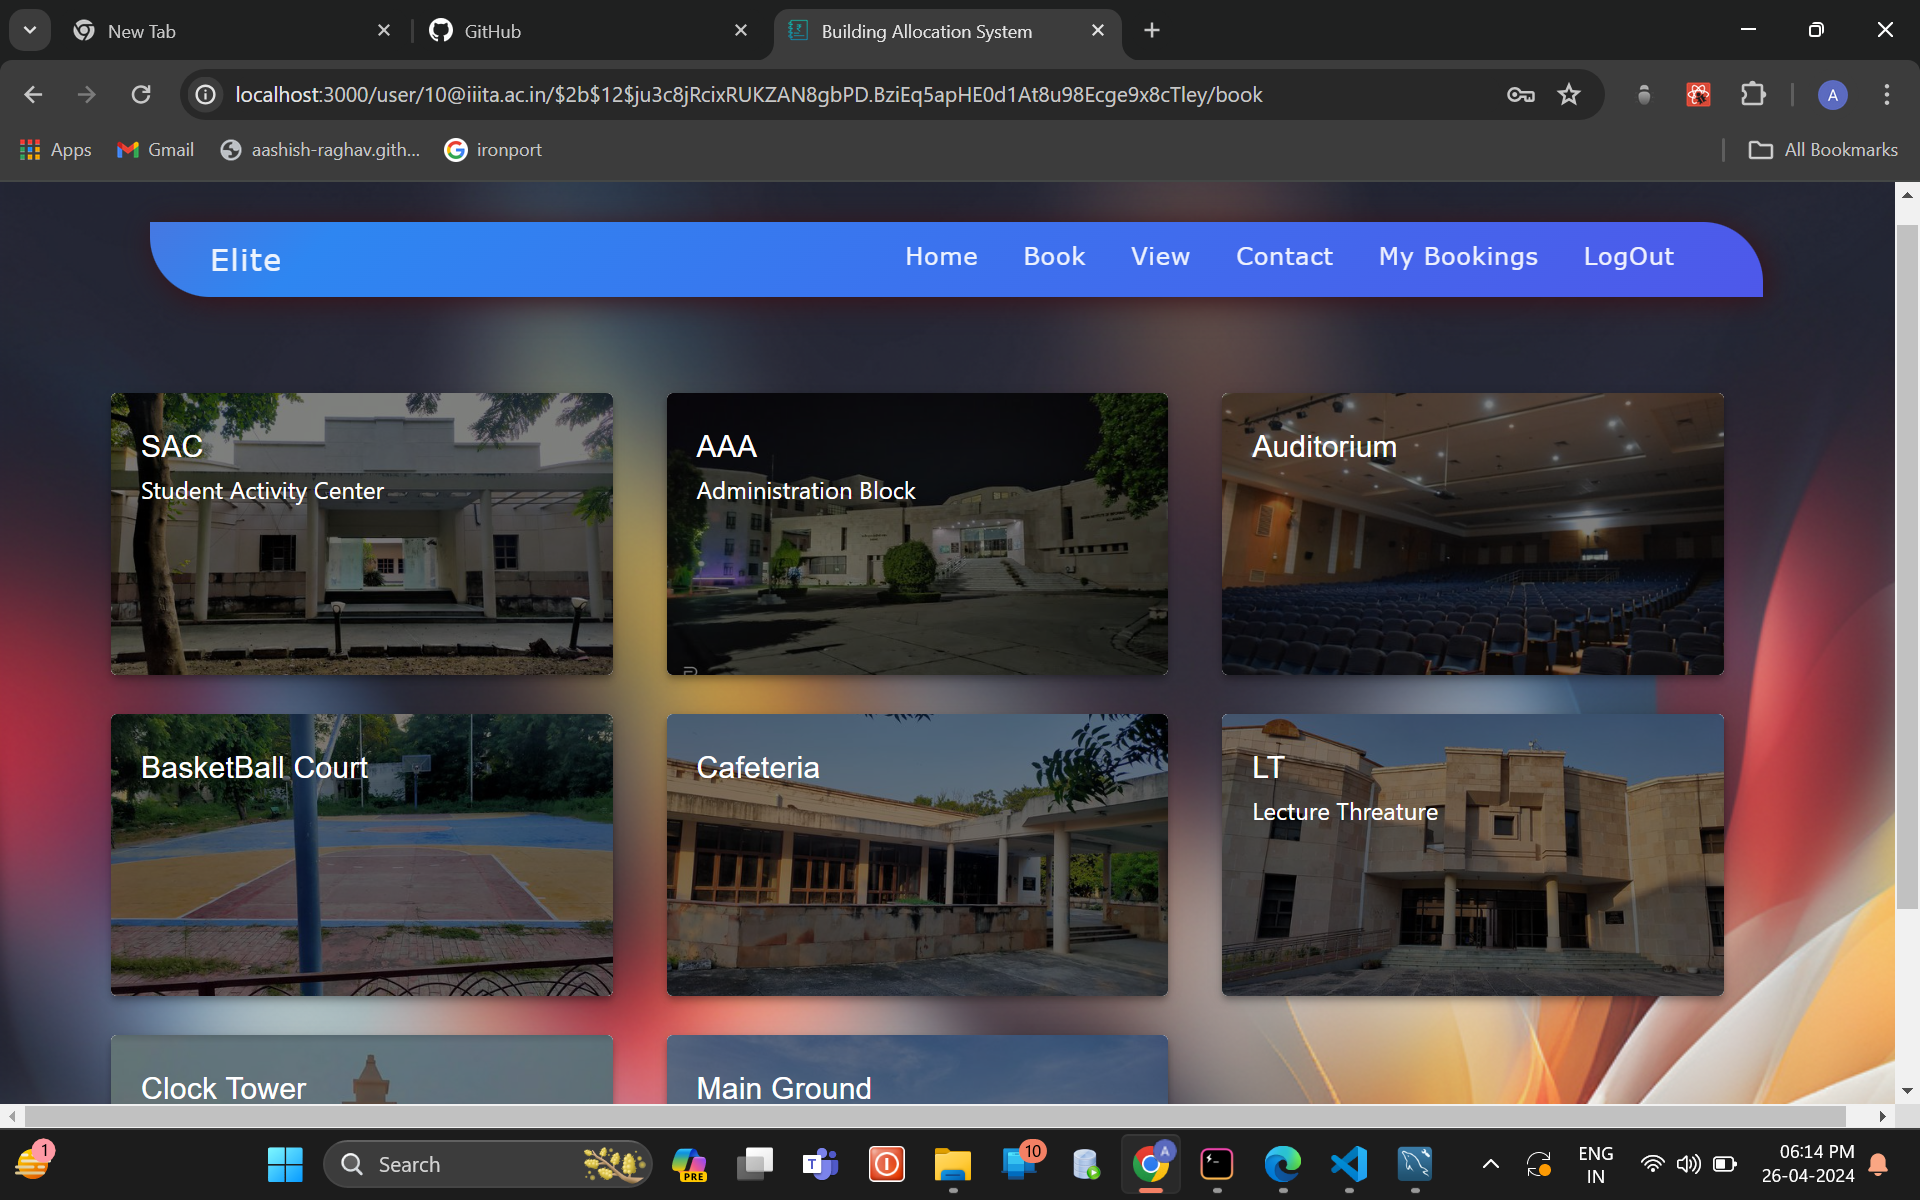 New Tab
GitHub
Building Allocation System
localhost:3000/user/10@iiita.ac.in/$2b$12$ju3c8jRcixRUKZAN8gbPD.BziEq5apHE0d1At8u98Ecge9x8cTley/book
A
Apps
Gmail
aashish-raghav.gith...
ironport
All Bookmarks
Elite
Home
Book
View
Contact
My Bookings
LogOut
SAC
Student Activity Center
AAA
Administration Block
Auditorium
BasketBall Court
Cafeteria
LT
Lecture Threature
Clock Tower
Main Ground
1
Search
PRE
T
10
A
ENG
IN
06:14 PM
26-04-2024